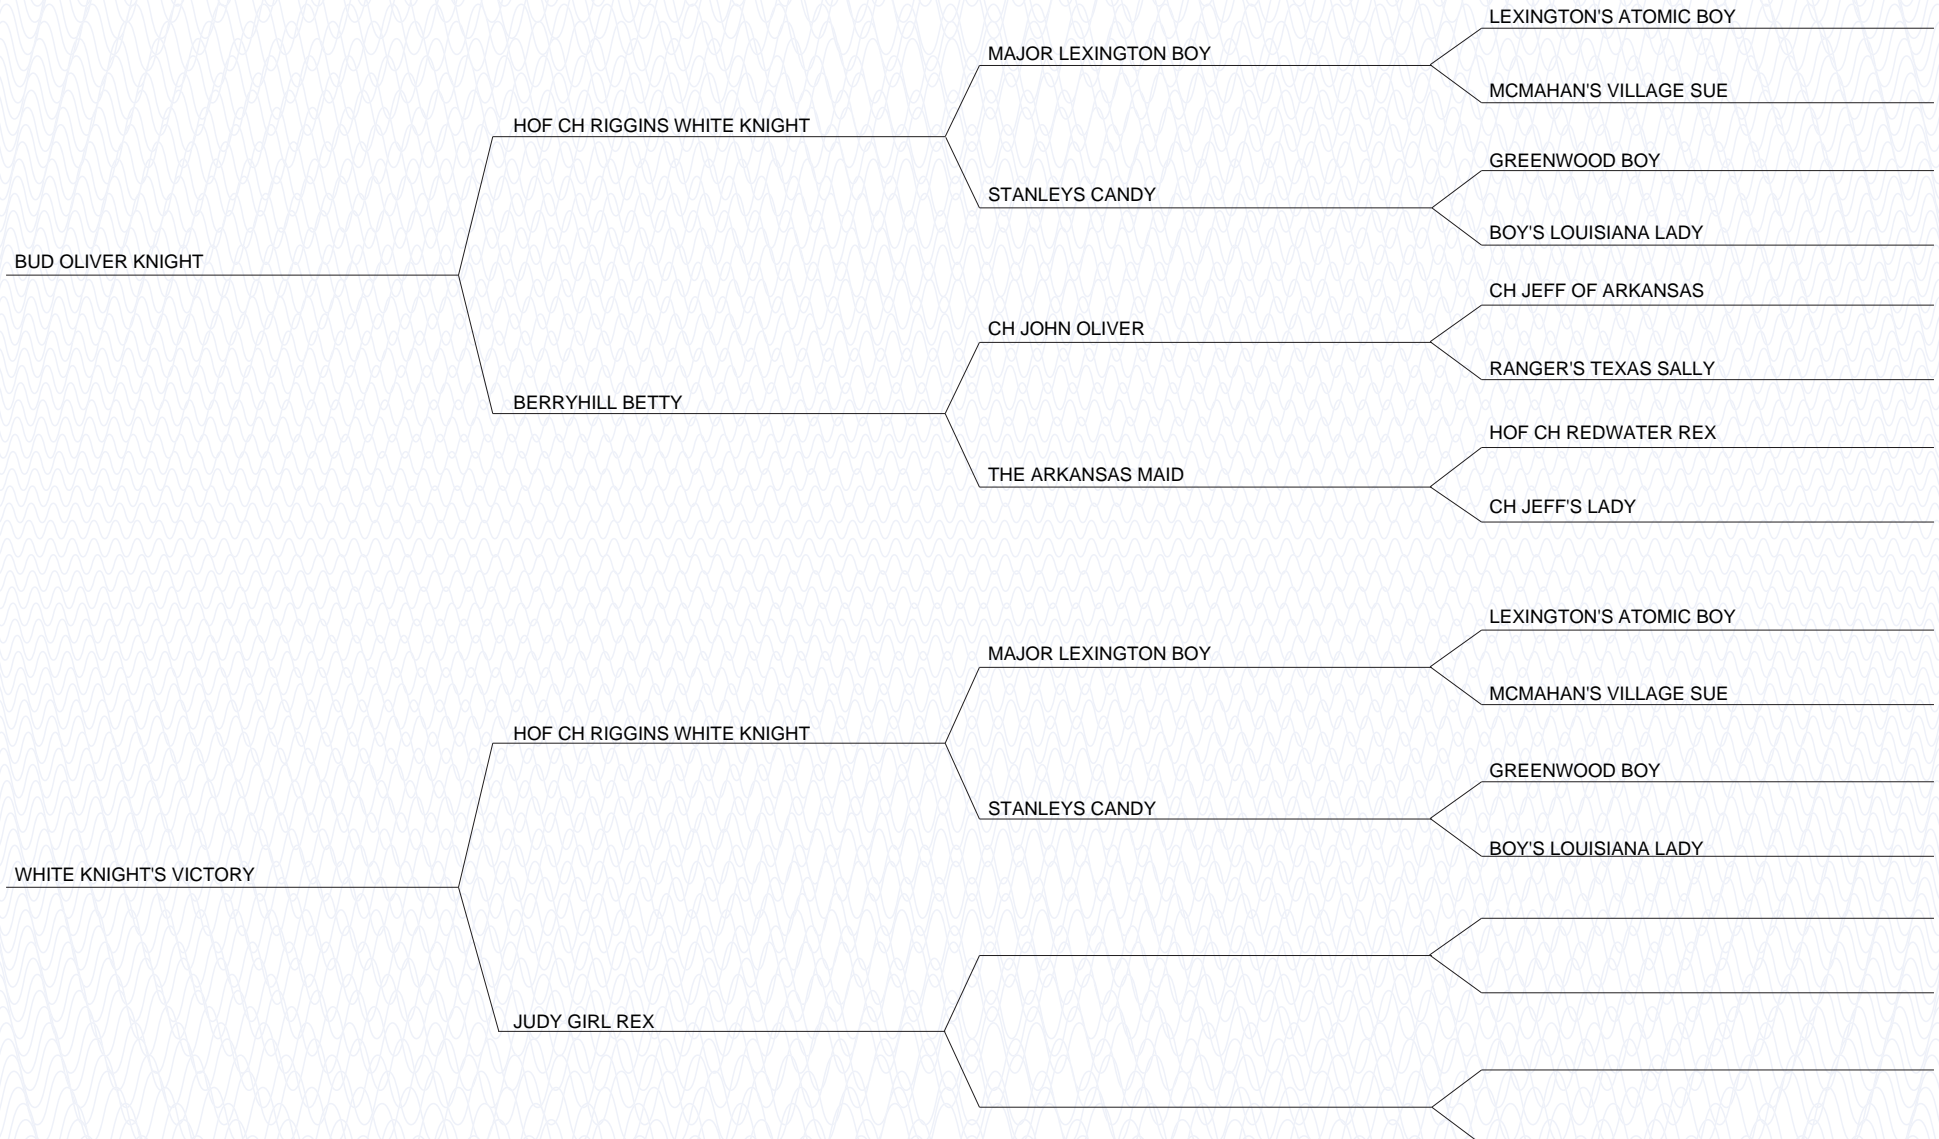 LEXINGTON'S ATOMIC BOY
MAJOR LEXINGTON BOY
MCMAHAN'S VILLAGE SUE
HOF CH RIGGINS WHITE KNIGHT
GREENWOOD BOY
STANLEYS CANDY
BOY'S LOUISIANA LADY
BUD OLIVER KNIGHT
CH JEFF OF ARKANSAS
CH JOHN OLIVER
RANGER'S TEXAS SALLY
BERRYHILL BETTY
HOF CH REDWATER REX
THE ARKANSAS MAID
CH JEFF'S LADY
LEXINGTON'S ATOMIC BOY
MAJOR LEXINGTON BOY
MCMAHAN'S VILLAGE SUE
HOF CH RIGGINS WHITE KNIGHT
GREENWOOD BOY
STANLEYS CANDY
BOY'S LOUISIANA LADY
WHITE KNIGHT'S VICTORY
JUDY GIRL REX